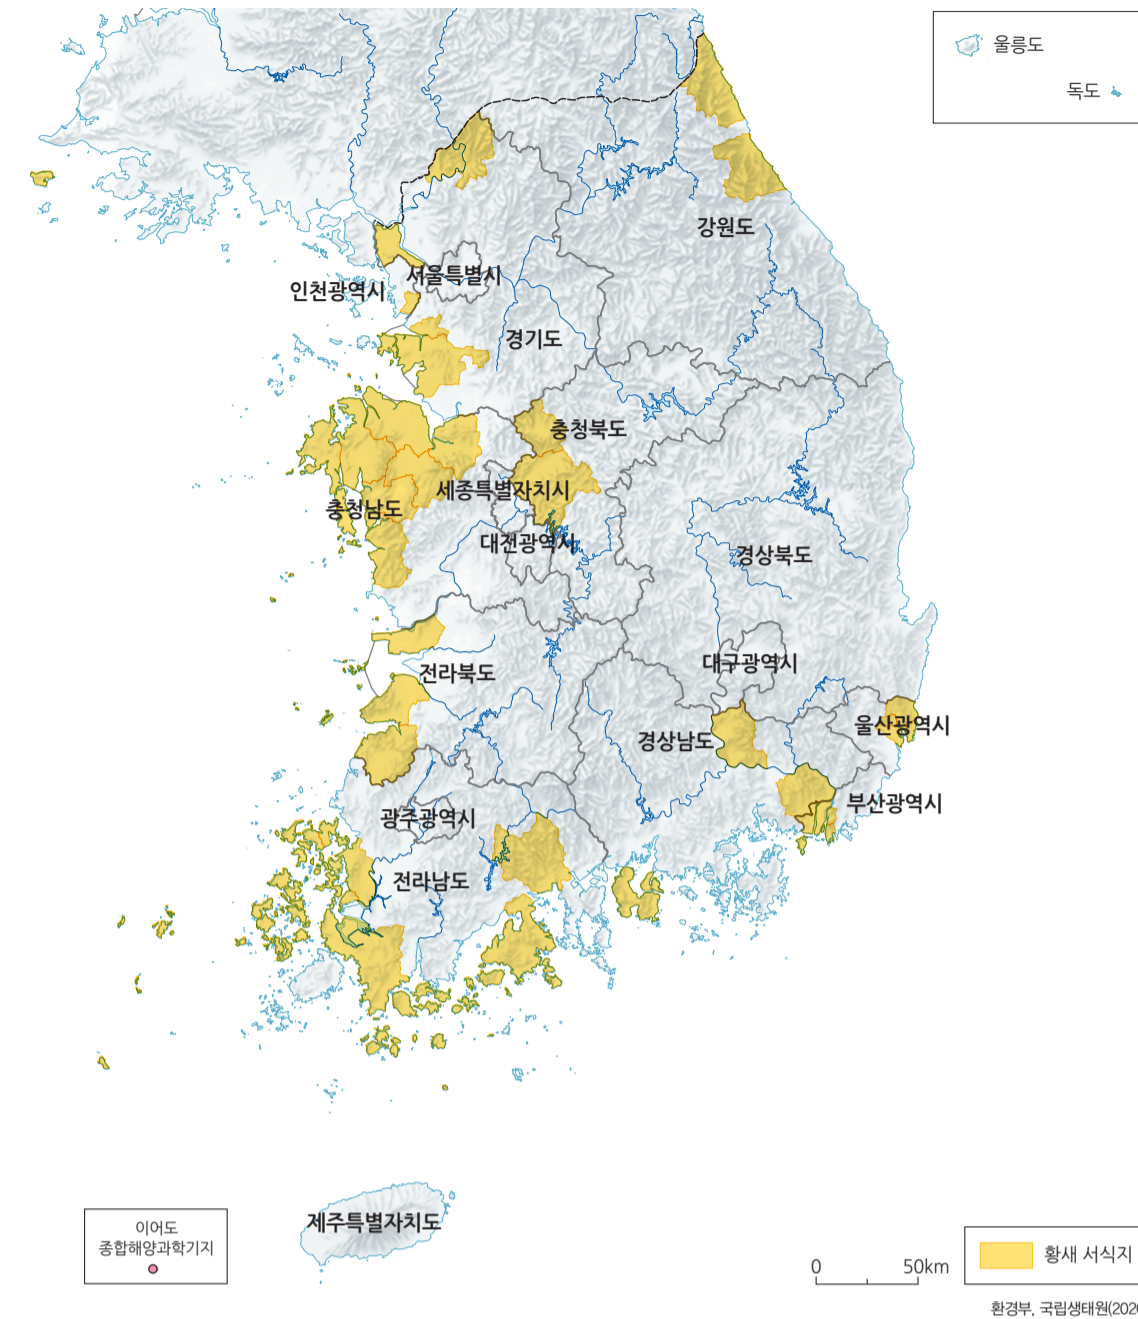 울릉도
독도
강원도
서울특별시
인천광역시
경기도
충청북도
세종특별자치시
충청남도
대전광역시
경상북도
대구광역시
전라북도
울산광역시
경상남도
부산광역시
광주광역시
전라남도
제주특별자치도
이어도
종합해양과학기지
0 50km
황새 서식지
환경부, 국립생태원